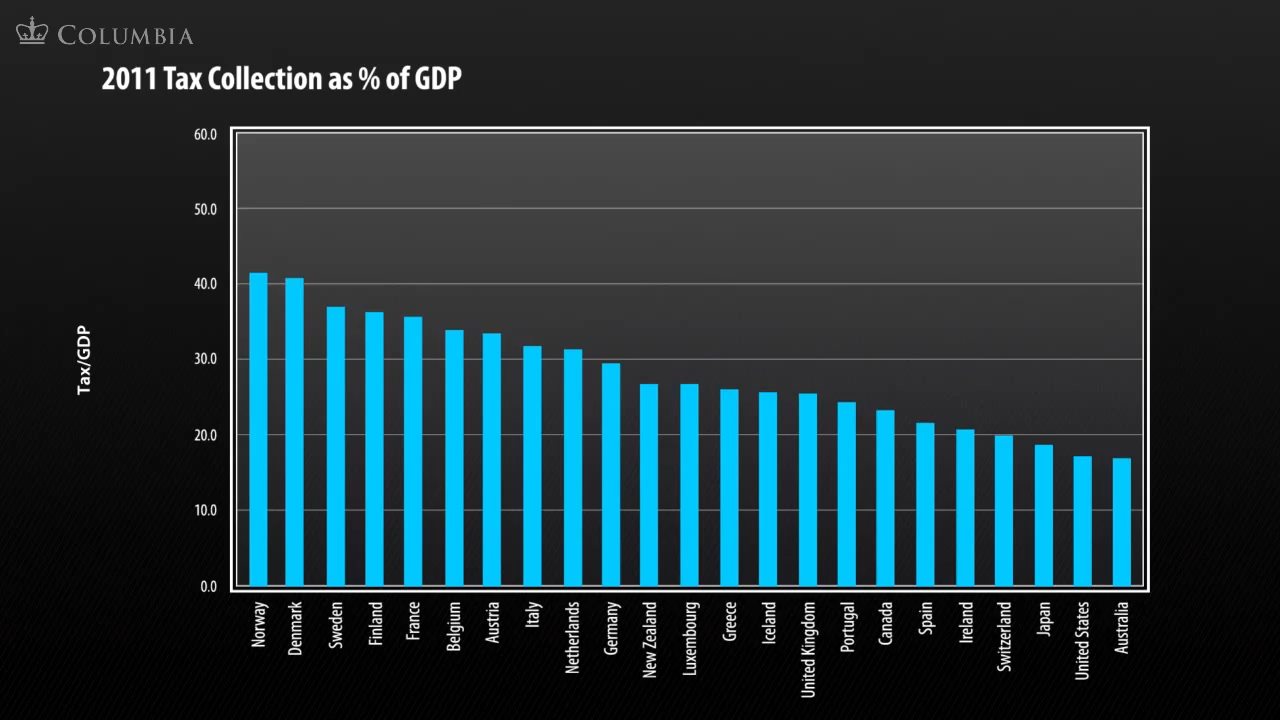 COLUMBIA
2011 Tax Collection as % of GDP
60.0
50.0
40.0
30.0
20.0
10.0
0.0
Tax/GDP
Norway
Denmark
Sweden
Finland
France
Belgium
Austria
Italy
Netherlands
Germany
New Zealand
Luxembourg
Greece
Iceland
United Kingdom
Portugal
Canada
Spain
Ireland
Switzerland
Japan
United States
Australia